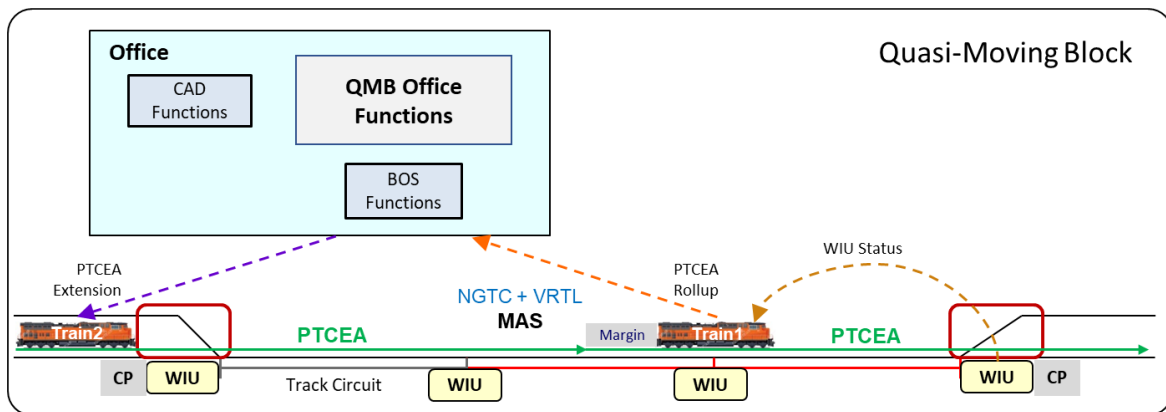 Quasi-Moving Block
Office
CAD
Functions
QMB Office
Functions
BOS
Functions
PTCEA
Extension
NGTC + VRTL
MAS
PTCEA
Rollup
WIU Status
Train2
PTCEA
Margin
Train1
PTCEA
CP
WIU
Track Circuit
WIU
WIU
WIU
CP